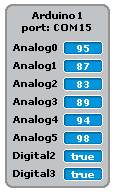 Arduino1
port: COM15
Analog0 95
Analog1 87
Analog2 83
Analog3 89
Analog4 94
Analog5 98
Digital2 true
Digital3 true